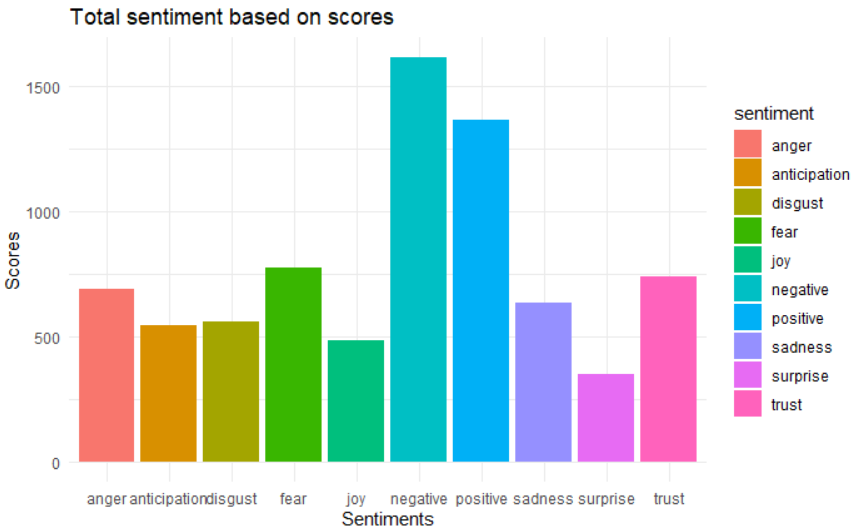 Total sentiment based on scores
1500
1000
500
0
Scores
anger anticipation disgust fear joy negative positive sadness surprise trust
Sentiments
sentiment
anger
anticipation
disgust
fear
joy
negative
positive
sadness
surprise
trust